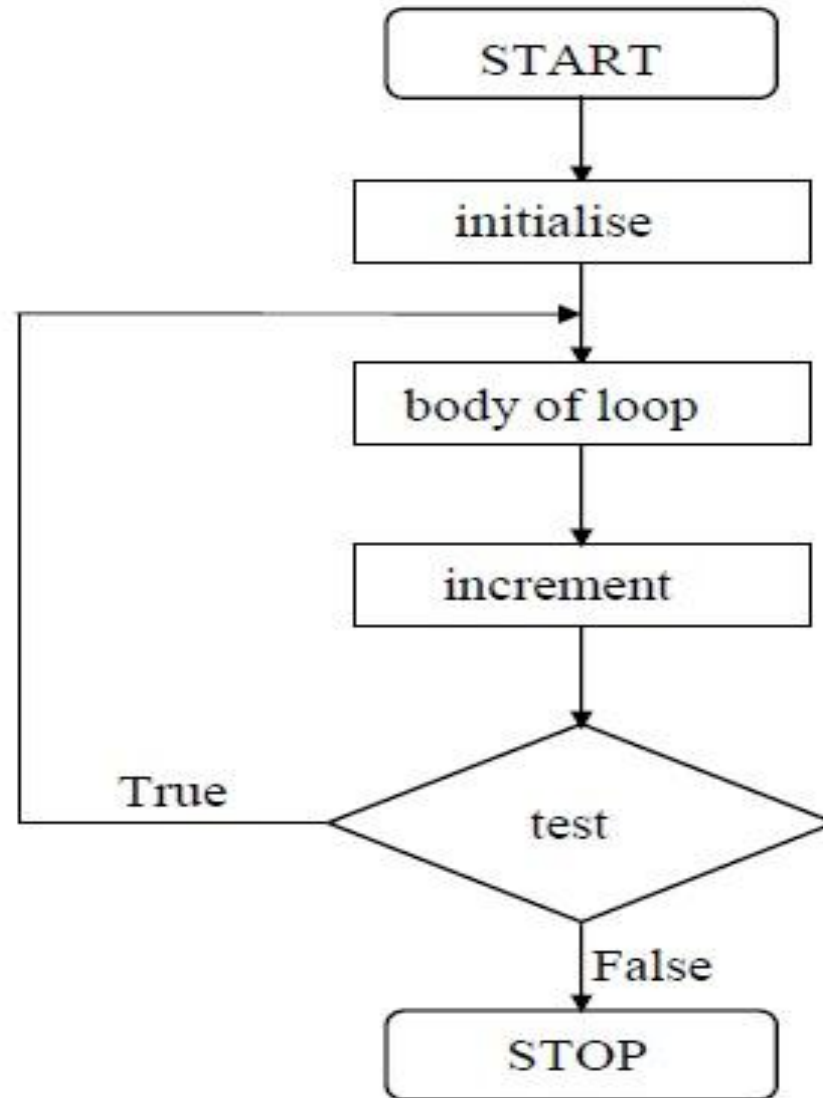 START
initialise
body of loop
increment
True
test
False
STOP